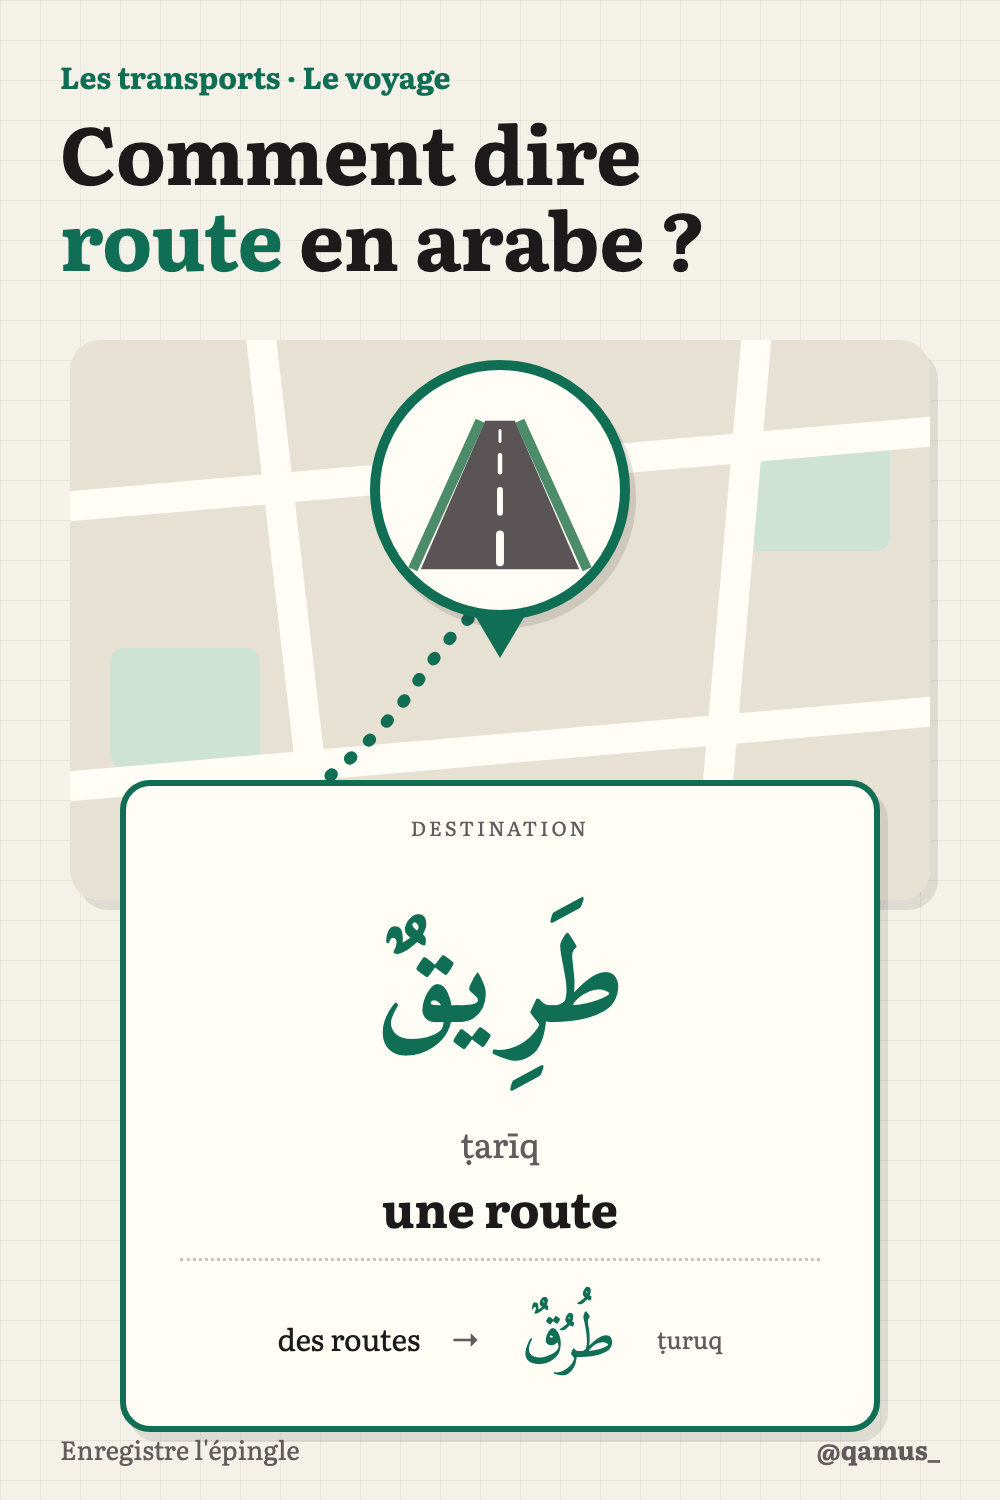 Les transports · Le voyage
Comment dire
route en arabe ?
DESTINATION
طَرِيقٌ
ṭarīq
une route
des routes → طُرُقٌ ṭuruq
Enregistre l'épingle @qamus_